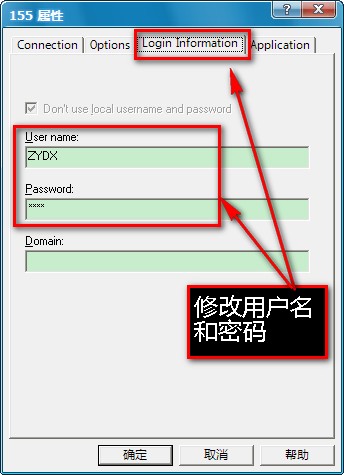 155 属性
Connection Options Login Information Application
Don't use local username and password
User name:
ZYDX
Password:
****
Domain:
修改用户名
和密码
确定 取消 帮助